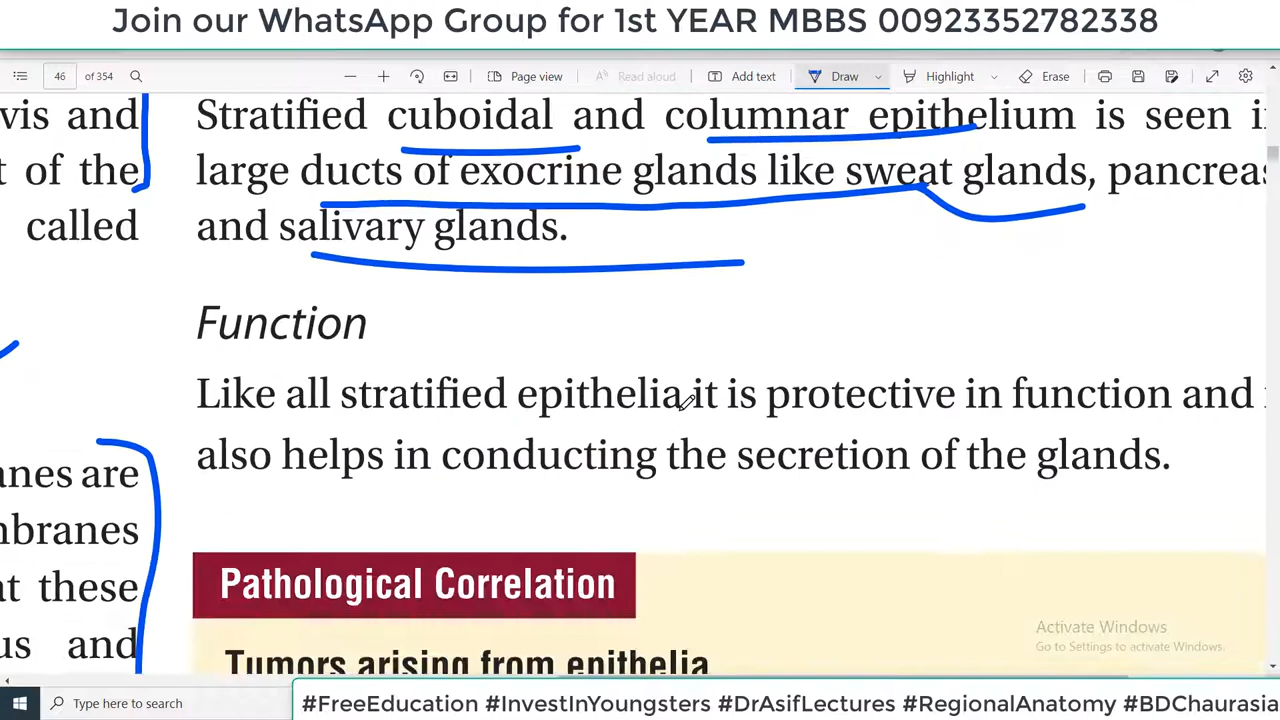 Join our WhatsApp Group for 1st YEAR MBBS 00923352782338
46 of 354 Page view Read aloud Add text Draw Highlight Erase
vis and
t of the
called
anes are
nbranes
at these
us and
Stratified cuboidal and columnar epithelium is seen i
large ducts of exocrine glands like sweat glands, pancreas
and salivary glands.
Function
Like all stratified epithelia it is protective in function and
also helps in conducting the secretion of the glands.
Pathological Correlation
Tumors arising from epithelia
Activate Windows
Go to Settings to activate Windows.
Type here to search
#FreeEducation #InvestInYoungsters #DrAsifLectures #RegionalAnatomy #BDChaurasia